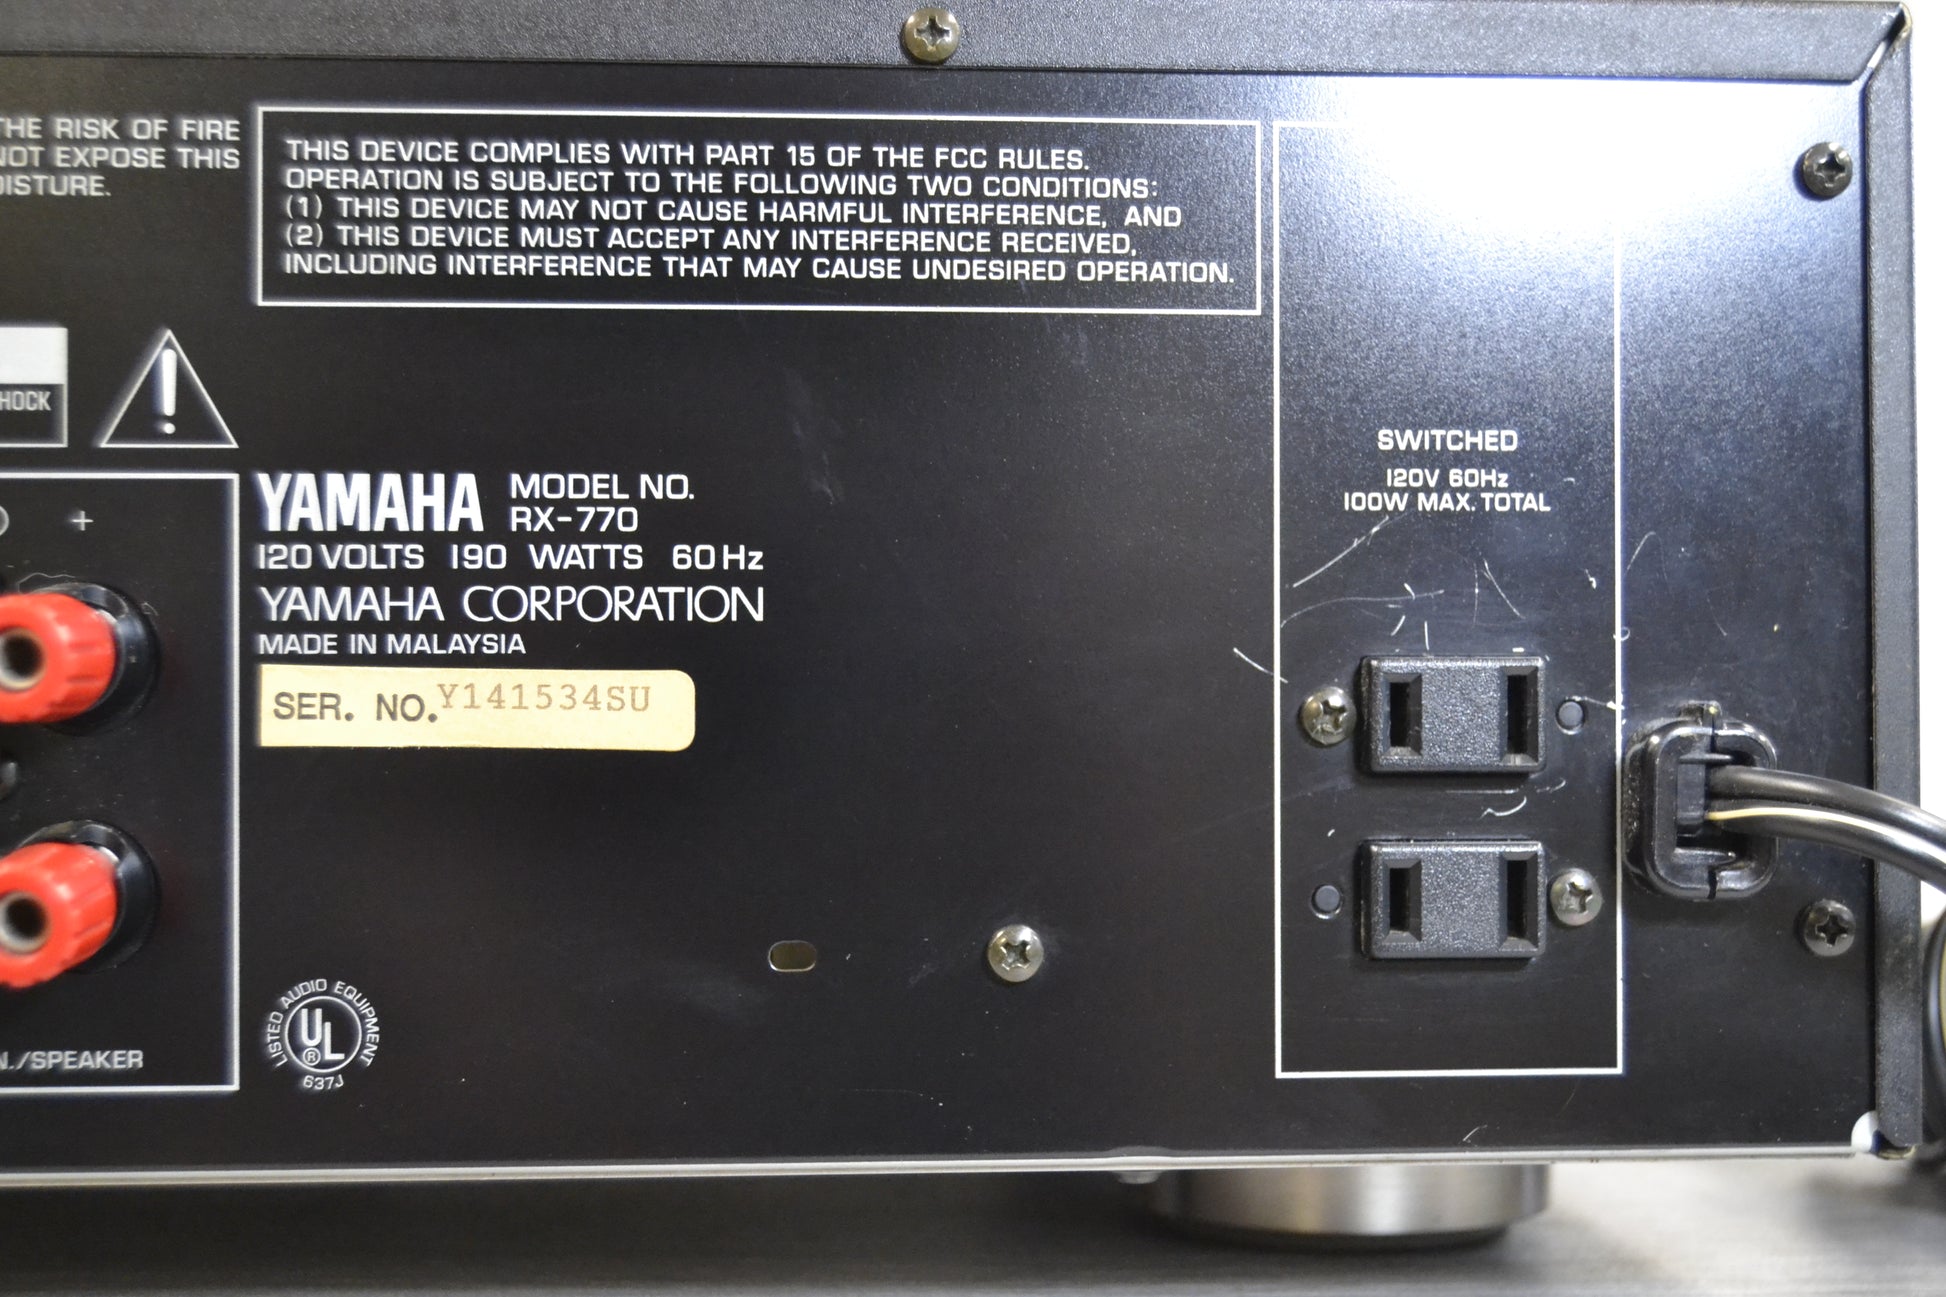 THE RISK OF FIRE
NOT EXPOSE THIS
THIS DEVICE COMPLIES WITH PART 15 OF THE FCC RULES.
OPERATION IS SUBJECT TO THE FOLLOWING TWO CONDITIONS:
(1) THIS DEVICE MAY NOT CAUSE HARMFUL INTERFERENCE, AND
(2) THIS DEVICE MUST ACCEPT ANY INTERFERENCE RECEIVED,
INCLUDING INTERFERENCE THAT MAY CAUSE UNDESIRED OPERATION.
!
+
YAMAHA MODEL NO.
RX-770
120 VOLTS 190 WATTS 60Hz
YAMAHA CORPORATION
MADE IN MALAYSIA
SER. NO. Y141534SU
LISTED AUDIO EQUIPMENT
UL
®
637J
/SPEAKER
SWITCHED
120V 60Hz
100W MAX. TOTAL